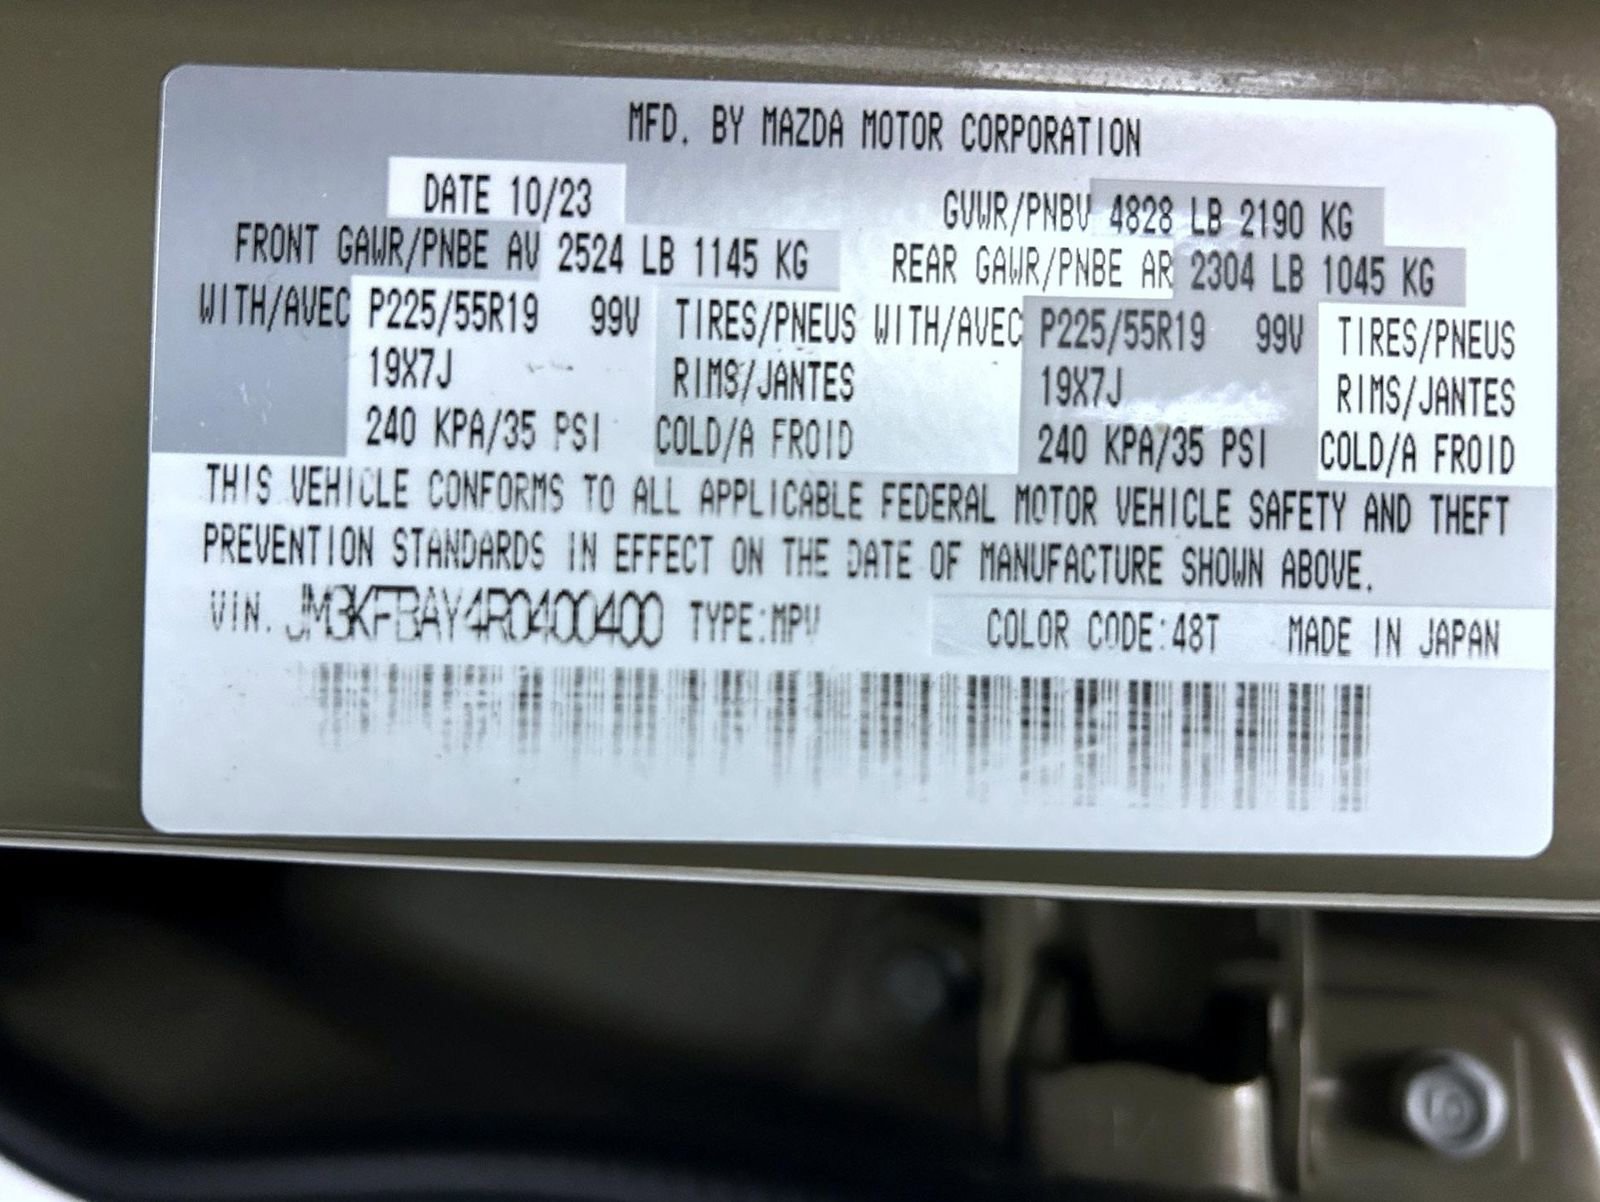 MFD. BY MAZDA MOTOR CORPORATION
DATE 10/23 GVWR/PNBV 4828 LB 2190 KG
FRONT GAWR/PNBE AV 2524 LB 1145 KG REAR GAWR/PNBE AR 2304 LB 1045 KG
WITH/AVEC P225/55R19 99V TIRES/PNEUS WITH/AVEC P225/55R19 99V TIRES/PNEUS
19X7J RIMS/JANTES 19X7J RIMS/JANTES
240 KPA/35 PSI COLD/A FROID 240 KPA/35 PSI COLD/A FROID
THIS VEHICLE CONFORMS TO ALL APPLICABLE FEDERAL MOTOR VEHICLE SAFETY AND THEFT
PREVENTION STANDARDS IN EFFECT ON THE DATE OF MANUFACTURE SHOWN ABOVE.
VIN. JM3KFBAY4R0400400 TYPE:MPV COLOR CODE:48T MADE IN JAPAN